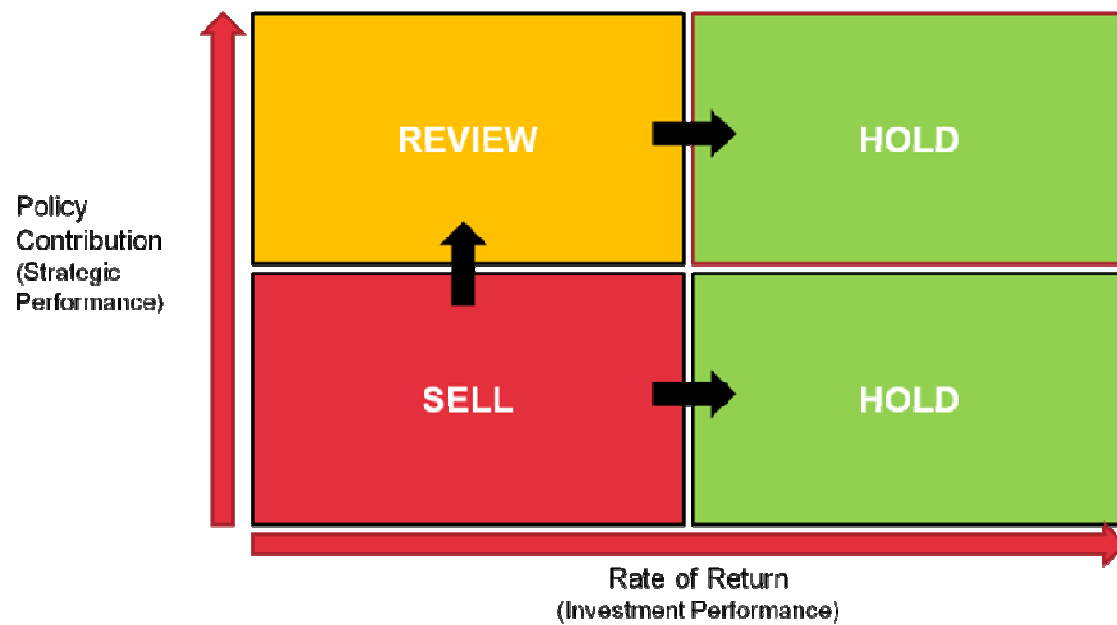 REVIEW
HOLD
Policy
Contribution
(Strategic
Performance)
SELL
HOLD
Rate of Return
(Investment Performance)